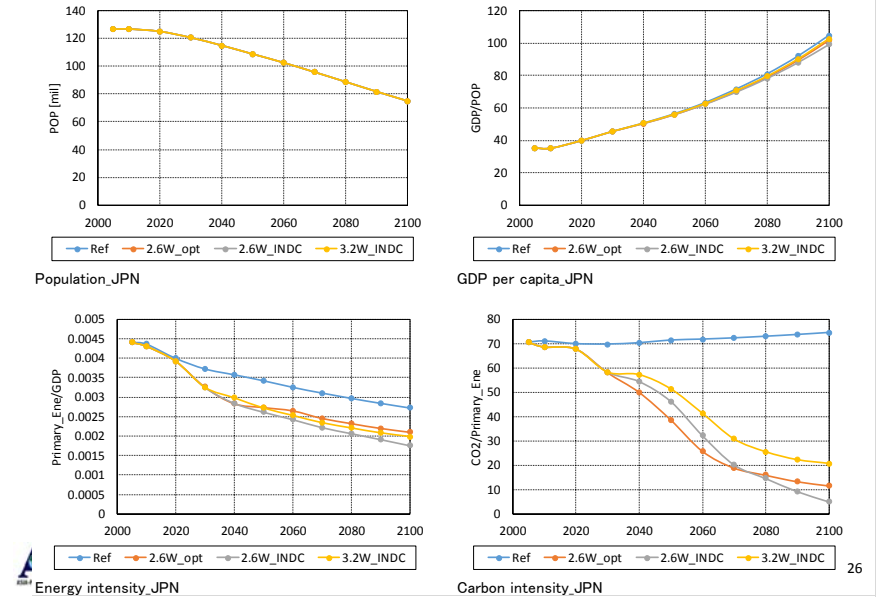 140
120
100
80
60
40
20
0
POP [mil]
2000 2020 2040 2060 2080 2100
Ref 2.6W_opt 2.6W_INDC 3.2W_INDC
Population_JPN
120
100
80
60
40
20
0
GDP/POP
2000 2020 2040 2060 2080 2100
Ref 2.6W_opt 2.6W_INDC 3.2W_INDC
GDP per capita_JPN
0.005
0.0045
0.004
0.0035
0.003
0.0025
0.002
0.0015
0.001
0.0005
0
Primary_Ene/GDP
2000 2020 2040 2060 2080 2100
Ref 2.6W_opt 2.6W_INDC 3.2W_INDC
Energy intensity_JPN
80
70
60
50
40
30
20
10
0
CO2/Primary_Ene
2000 2020 2040 2060 2080 2100
Ref 2.6W_opt 2.6W_INDC 3.2W_INDC
Carbon intensity_JPN
26